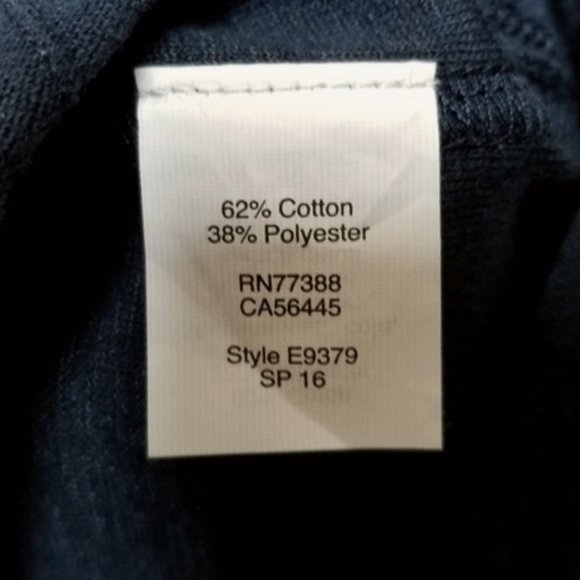 62% Cotton
38% Polyester
RN77388
CA56445
Style E9379
SP 16